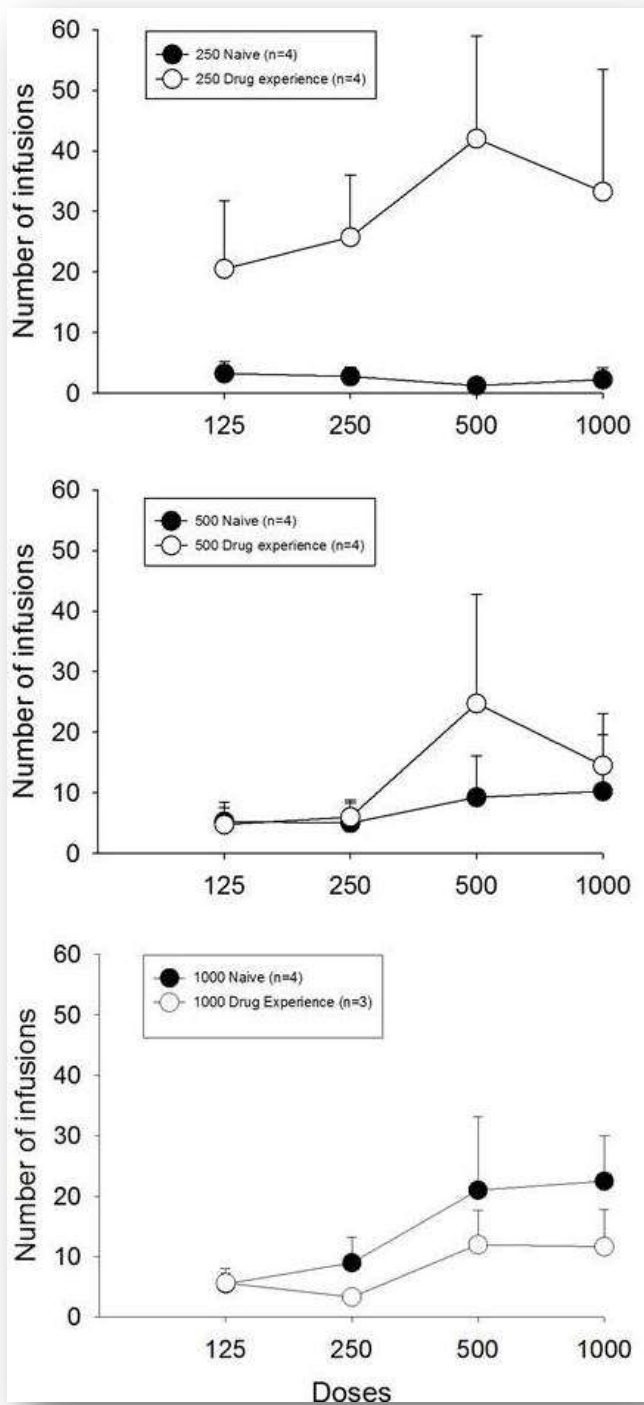 60
250 Naive (n=4)
250 Drug experience (n=4)
50
40
30
20
10
0
Number of infusions
125 250 500 1000
60
500 Naive (n=4)
500 Drug experience (n=4)
50
40
30
20
10
0
Number of infusions
125 250 500 1000
60
1000 Naive (n=4)
1000 Drug Experience (n=3)
50
40
30
20
10
0
Number of infusions
125 250 500 1000
Doses